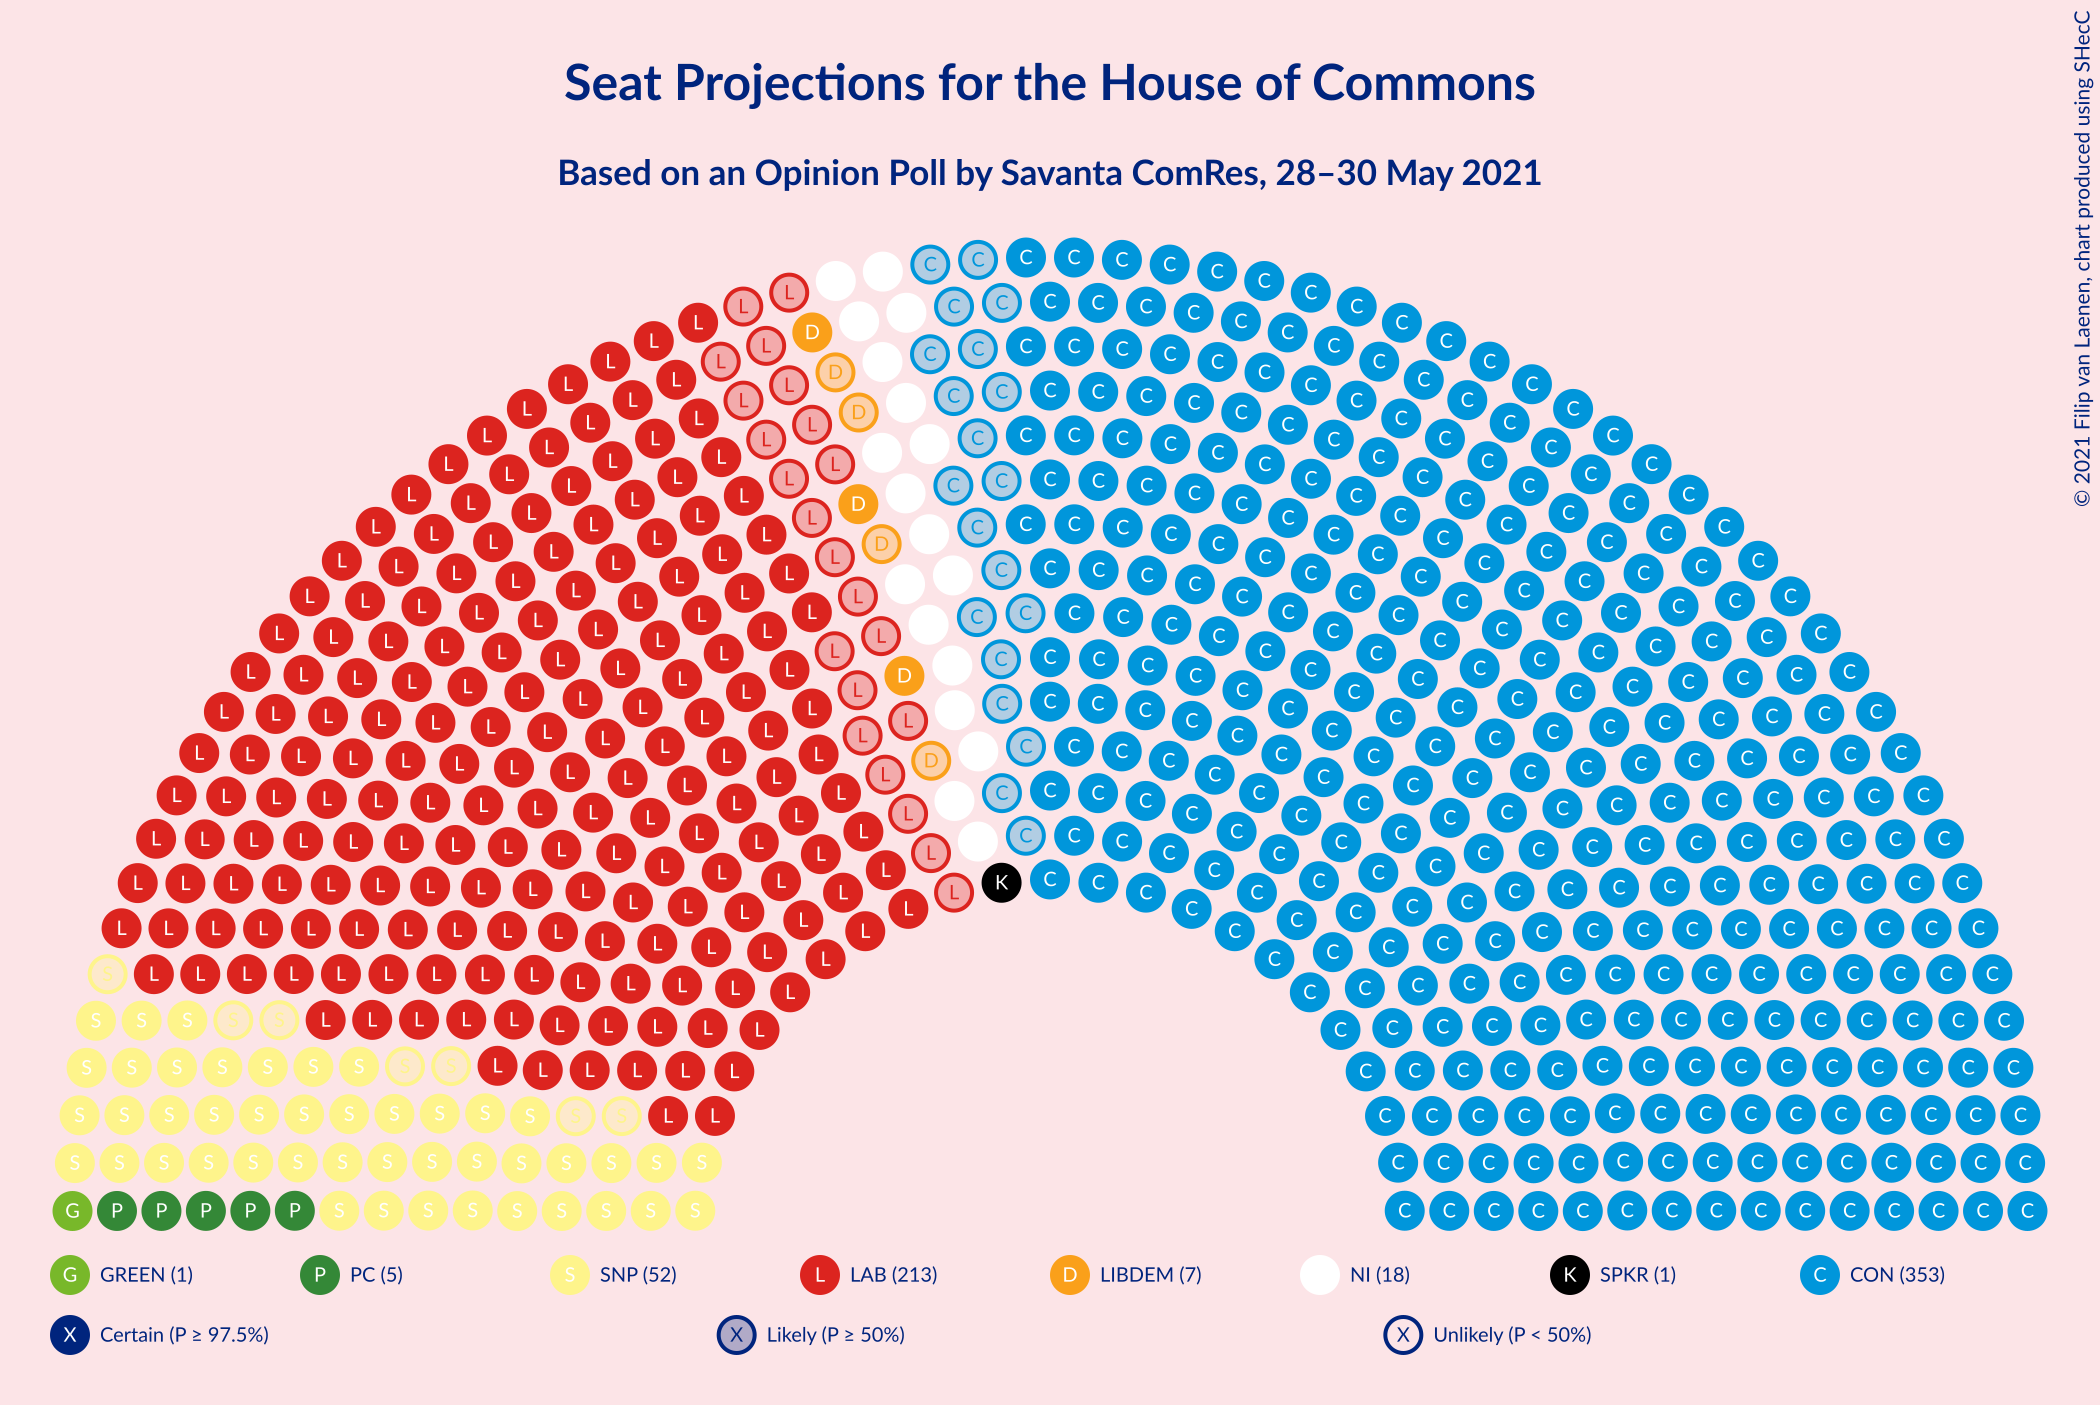 Seat Projections for the House of Commons
Based on an Opinion Poll by Savanta ComRes, 28–30 May 2021
© 2021 Filip van Laenen, chart produced using SHecC
G GREEN (1)
P PC (5)
S SNP (52)
L LAB (213)
D LIBDEM (7)
NI (18)
K SPKR (1)
C CON (353)
X Certain (P ≥ 97.5%)
X Likely (P ≥ 50%)
X Unlikely (P < 50%)